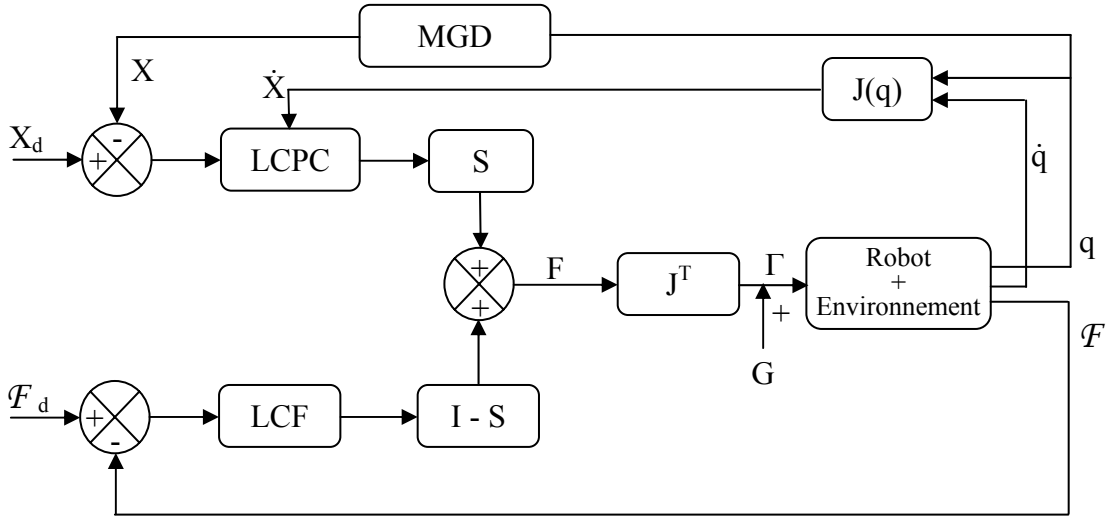 MGD
X
Ẋ
J(q)
X_d
-
+
LCPC
S
q̇
q
+
+
F
J^T
Γ
+
G
Robot
+
Environnement
ℱ
ℱ_d
+
-
LCF
I - S